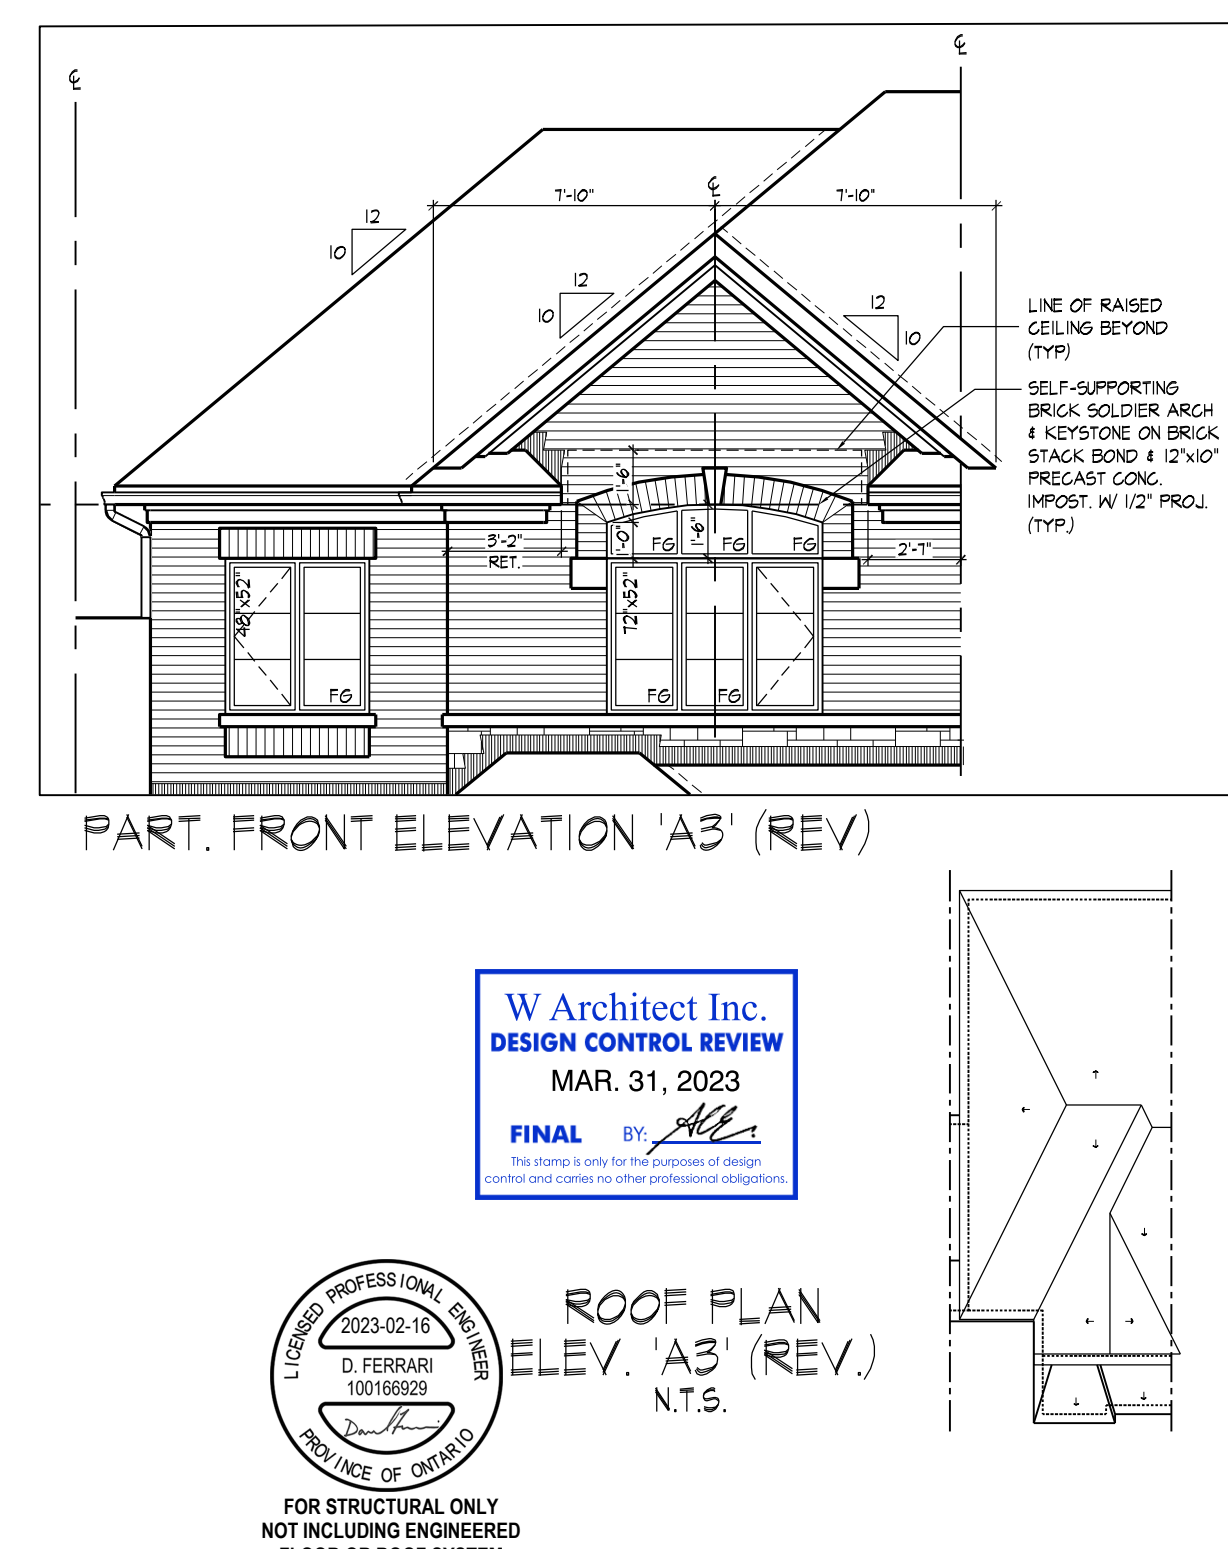 ℄
℄
7'-10"
℄
7'-10"
12
10
12
10
12
10
LINE OF RAISED
CEILING BEYOND
(TYP)
SELF-SUPPORTING
BRICK SOLDIER ARCH
& KEYSTONE ON BRICK
STACK BOND & 12"x10"
PRECAST CONC.
IMPOST. W/ 1/2" PROJ.
(TYP.)
1'-6"
3'-2"
RET.
1'-0"
FG
1'-6"
FG
FG
2'-7"
48"x52"
72"x52"
FG
FG
FG
PART. FRONT ELEVATION 'A3' (REV)
W Architect Inc.
DESIGN CONTROL REVIEW
MAR. 31, 2023
FINAL BY:
This stamp is only for the purposes of design
control and carries no other professional obligations.
LICENSED PROFESSIONAL ENGINEER
2023-02-16
D. FERRARI
100166929
PROVINCE OF ONTARIO
ROOF PLAN
ELEV. 'A3' (REV.)
N.T.S.
FOR STRUCTURAL ONLY
NOT INCLUDING ENGINEERED
FLOOR OR ROOF SYSTEM